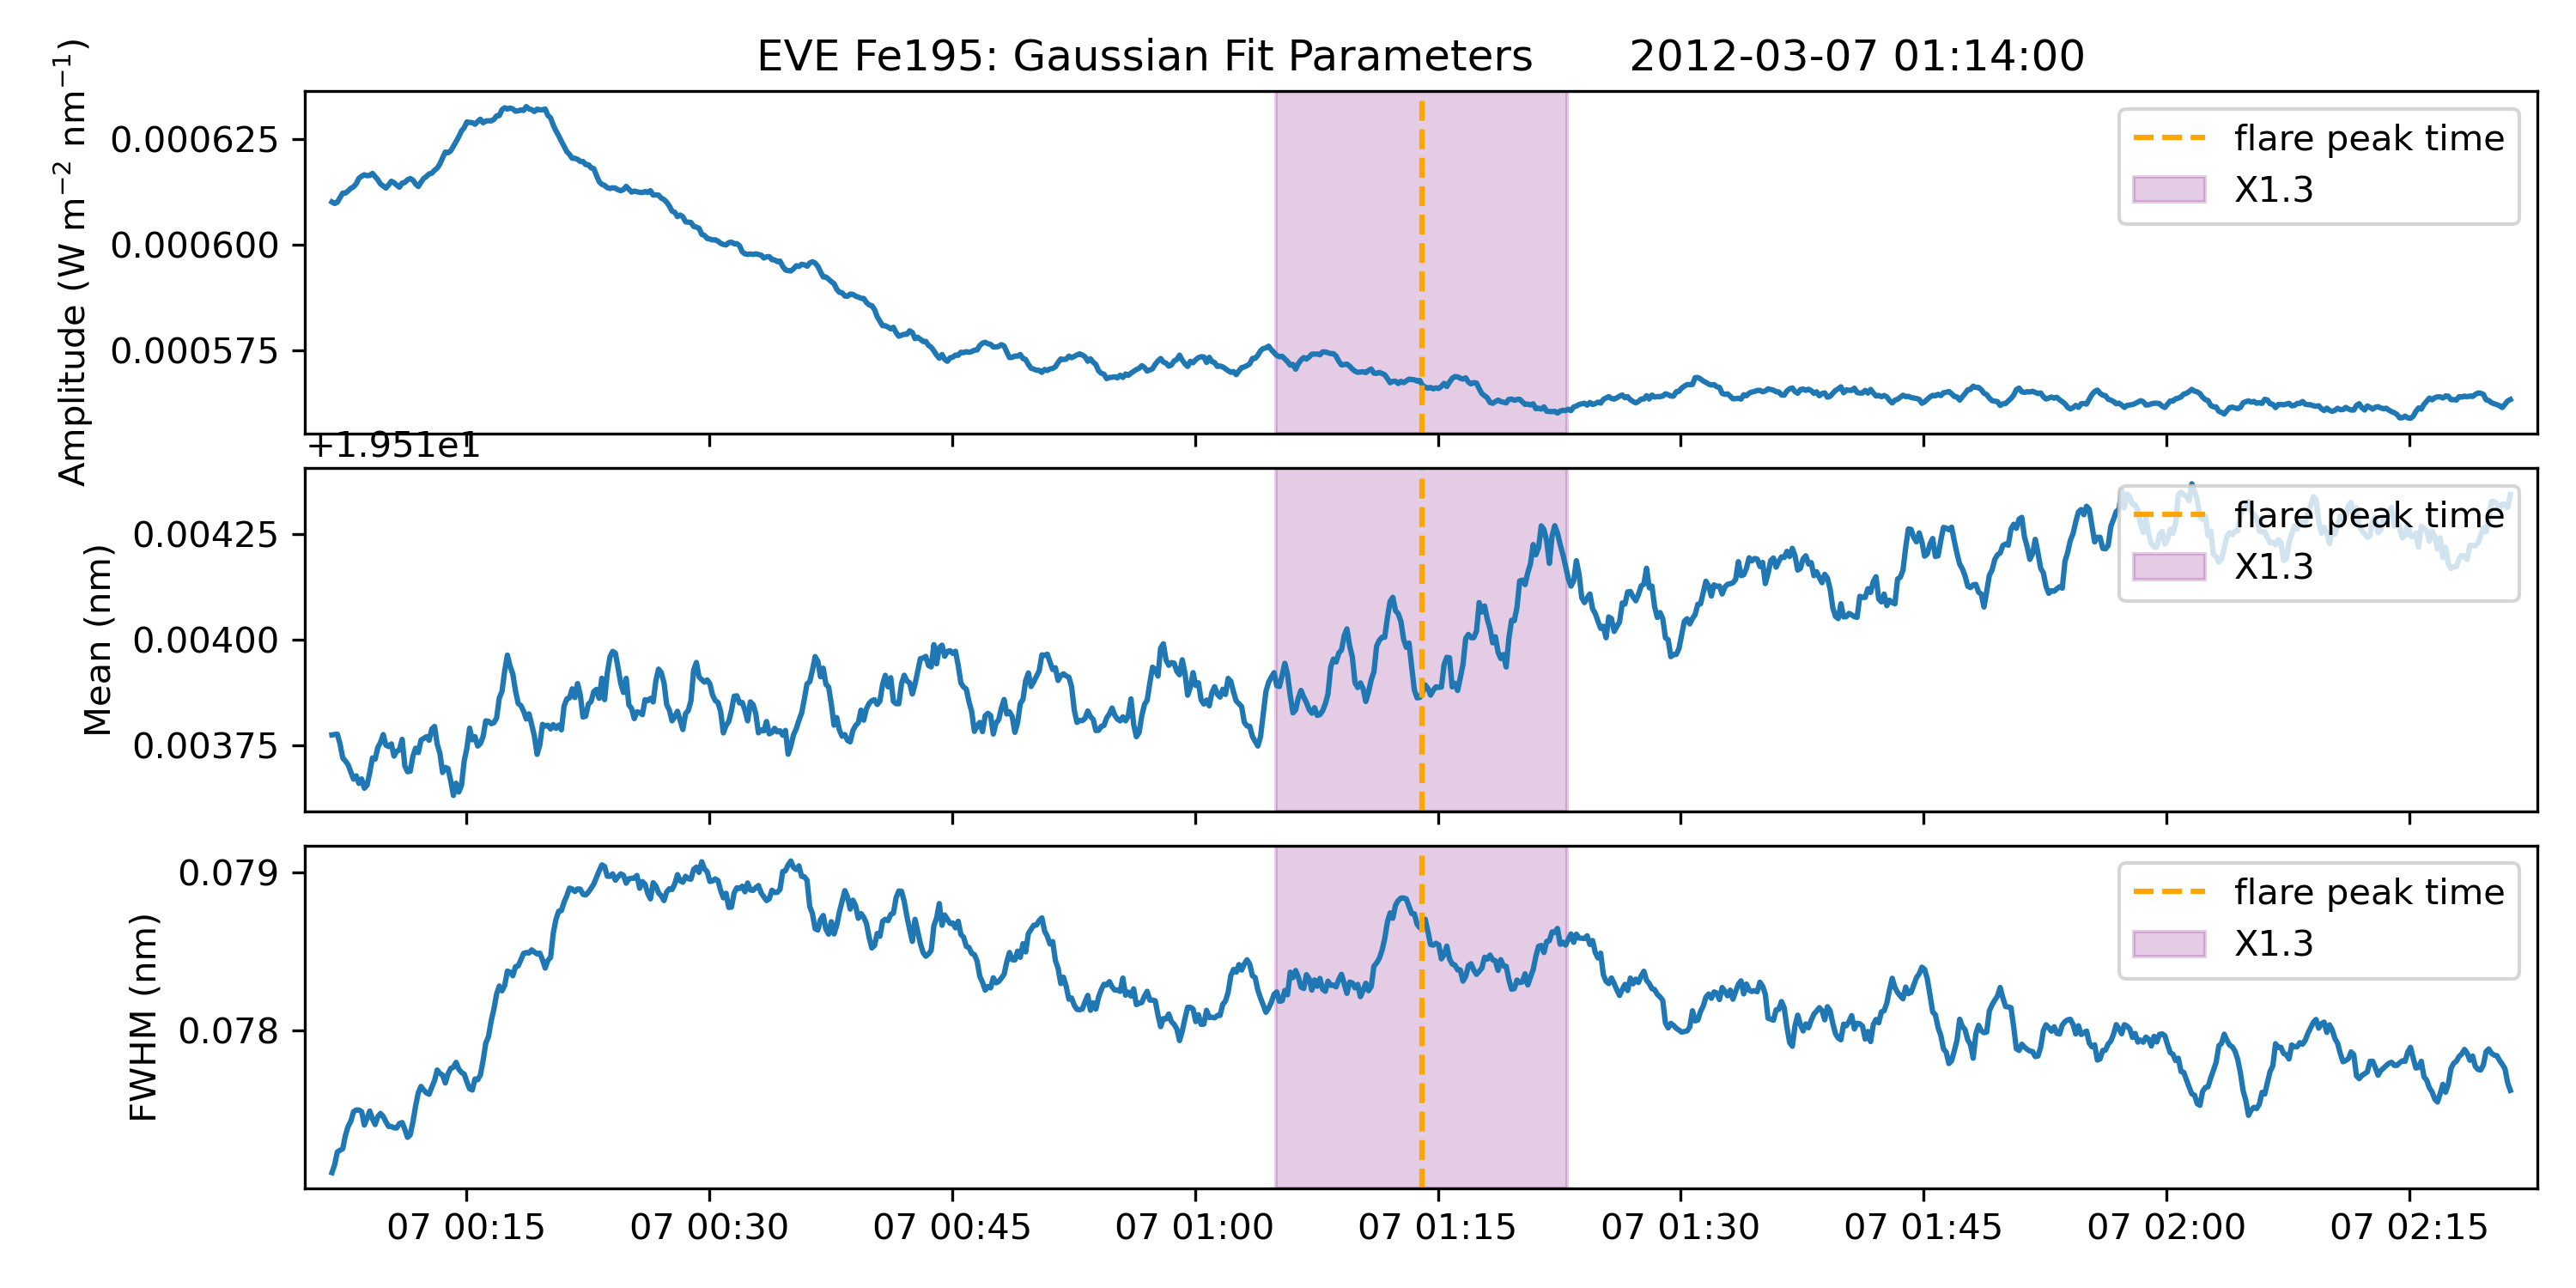 EVE Fe195: Gaussian Fit Parameters 2012-03-07 01:14:00
Amplitude (W m⁻² nm⁻¹)
0.000625
0.000600
0.000575
flare peak time
X1.3
+1.951e1
Mean (nm)
0.00425
0.00400
0.00375
flare peak time
X1.3
FWHM (nm)
0.079
0.078
flare peak time
X1.3
07 00:15 07 00:30 07 00:45 07 01:00 07 01:15 07 01:30 07 01:45 07 02:00 07 02:15